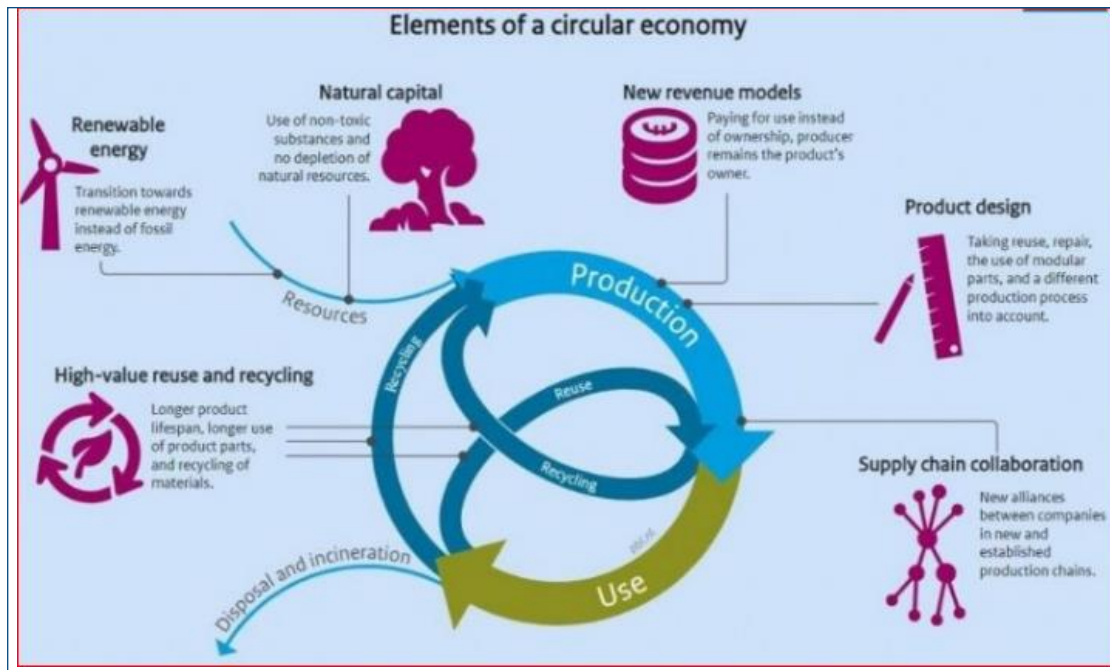 Elements of a circular economy
Natural capital
Use of non-toxic
substances and
no depletion of
natural resources.
New revenue models
Paying for use instead
of ownership, producer
remains the product's
owner.
Renewable
energy
Transition towards
renewable energy
instead of fossil
energy.
Product design
Taking reuse, repair,
the use of modular
parts, and a different
production process
into account.
Resources
Production
Recycling
Reuse
Recycling
High-value reuse and recycling
Longer product
lifespan, longer use
of product parts,
and recycling of
materials.
Supply chain collaboration
New alliances
between companies
in new and
established
production chains.
Disposal and incineration
Use
pbl.nl